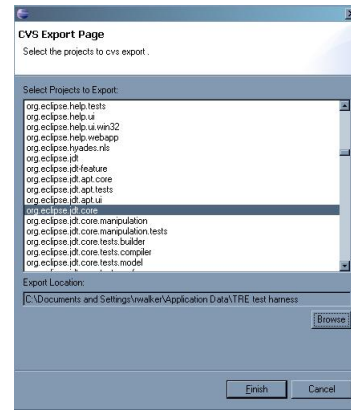 CVS Export Page
Select the projects to cvs export .
Select Projects to Export:
org.eclipse.help.tests
org.eclipse.help.ui
org.eclipse.help.ui.win32
org.eclipse.help.webapp
org.eclipse.hyades.nls
org.eclipse.jdt
org.eclipse.jdt-feature
org.eclipse.jdt.apt.core
org.eclipse.jdt.apt.tests
org.eclipse.jdt.apt.ui
org.eclipse.jdt.core
org.eclipse.jdt.core.manipulation
org.eclipse.jdt.core.manipulation.tests
org.eclipse.jdt.core.tests.builder
org.eclipse.jdt.core.tests.compiler
org.eclipse.jdt.core.tests.model
Export Location:
C:\Documents and Settings\rwalker\Application Data\TRE test harness
Browse
Finish Cancel